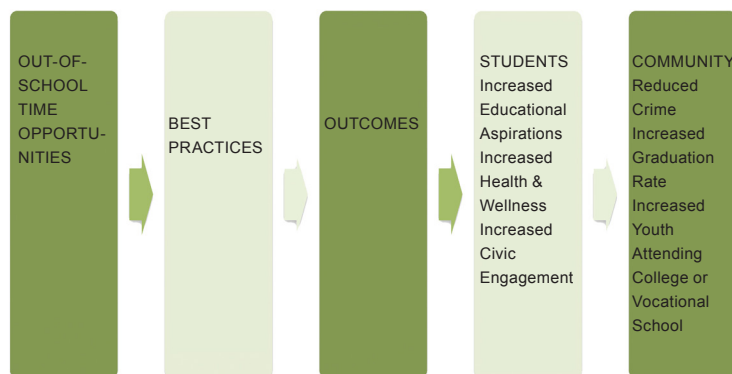 OUT-OF-
SCHOOL
TIME
OPPORTU-
NITIES
BEST
PRACTICES
OUTCOMES
STUDENTS
Increased
Educational
Aspirations
Increased
Health &
Wellness
Increased
Civic
Engagement
COMMUNITY
Reduced
Crime
Increased
Graduation
Rate
Increased
Youth
Attending
College or
Vocational
School